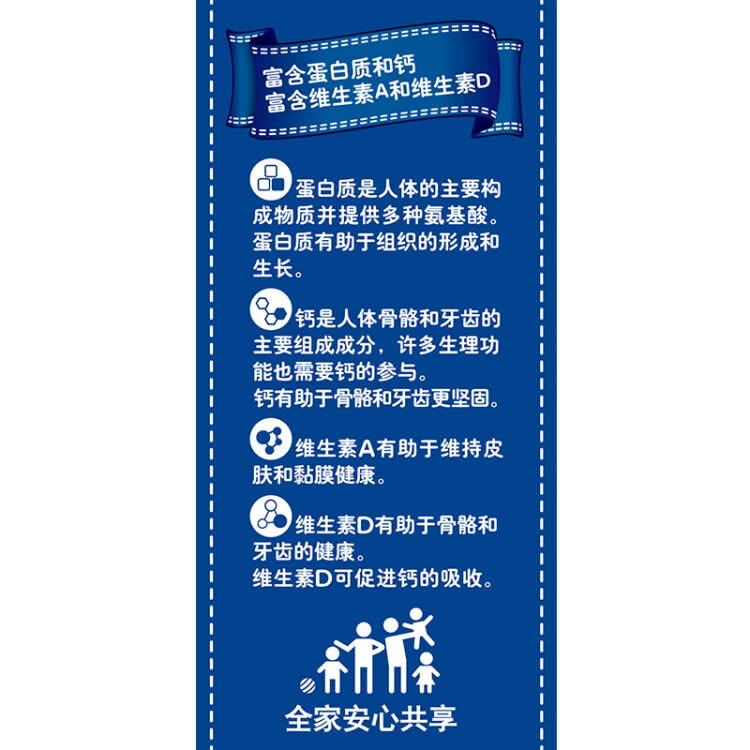 富含蛋白质和钙
富含维生素A和维生素D
蛋白质是人体的主要构
成物质并提供多种氨基酸。
蛋白质有助于组织的形成和
生长。
钙是人体骨骼和牙齿的
主要组成成分，许多生理功
能也需要钙的参与。
钙有助于骨骼和牙齿更坚固。
维生素A有助于维持皮
肤和黏膜健康。
维生素D有助于骨骼和
牙齿的健康。
维生素D可促进钙的吸收。
全家安心共享